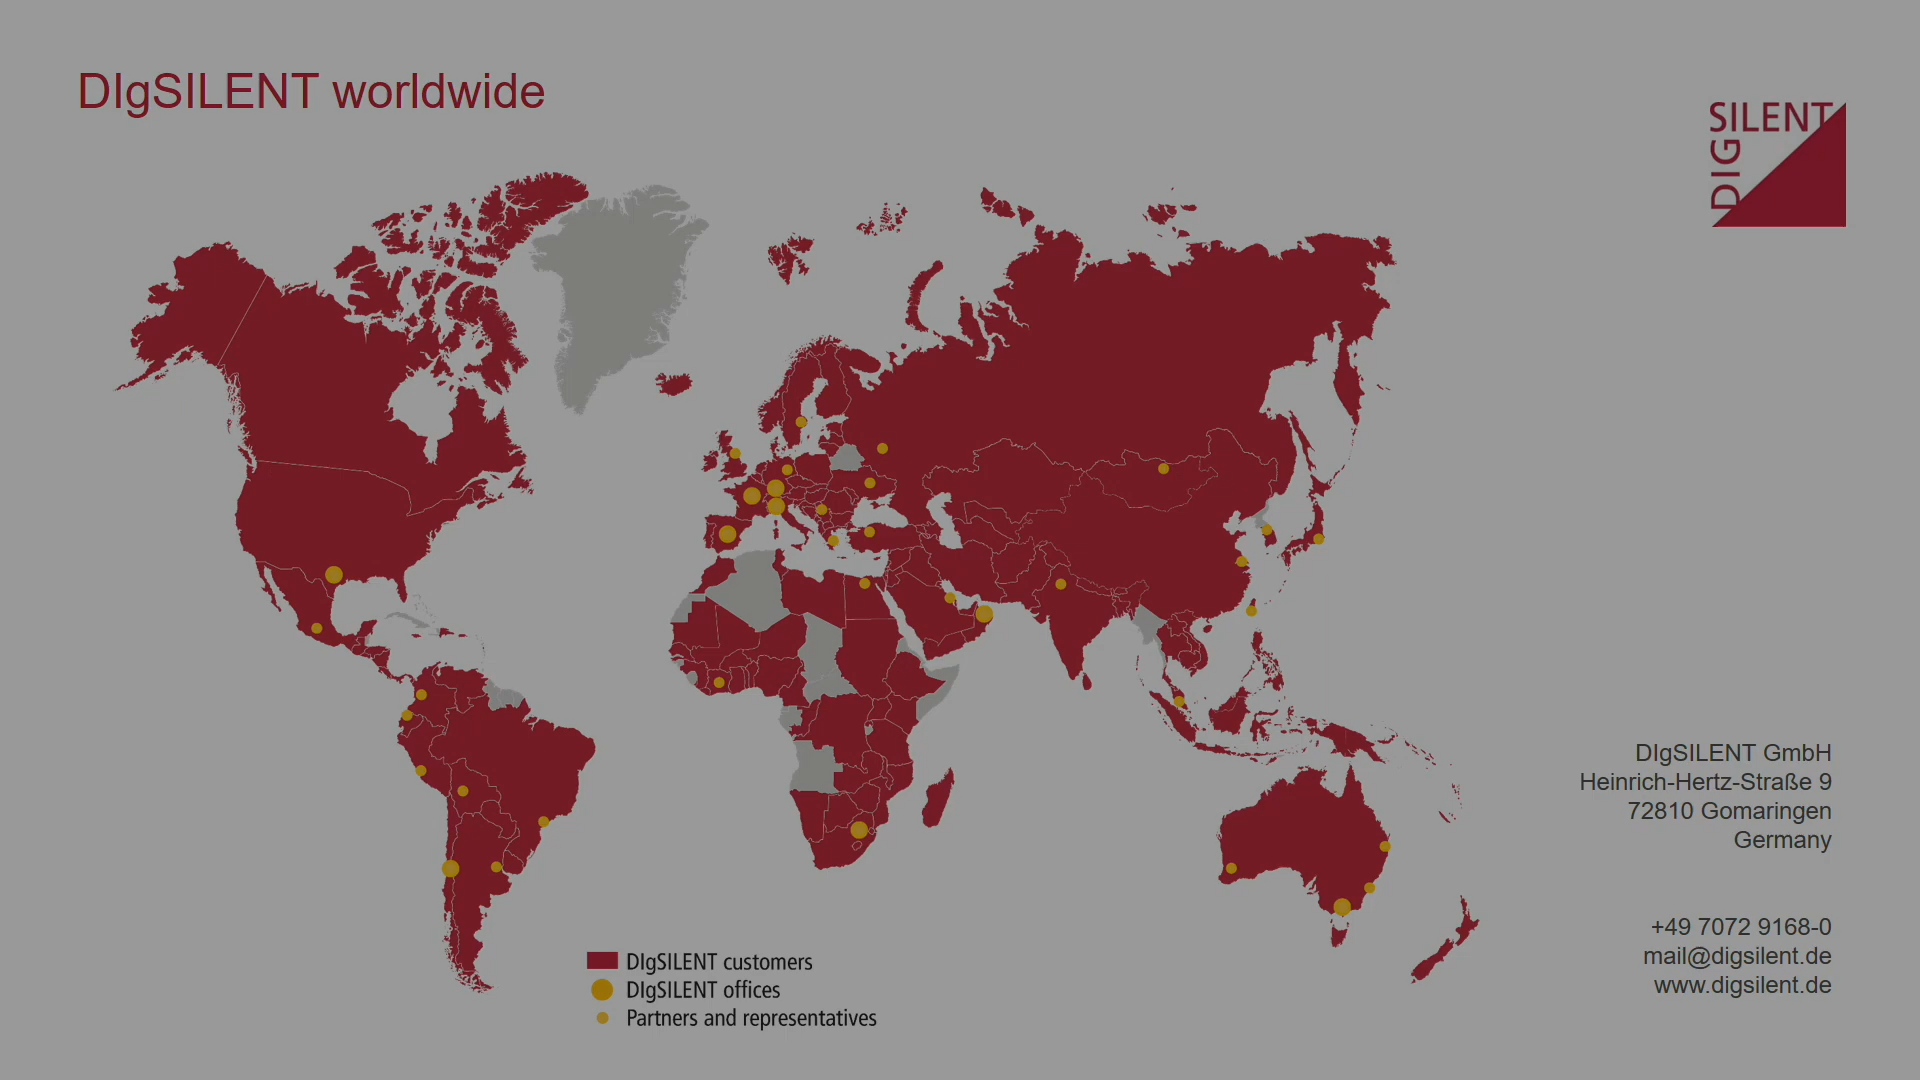 DIgSILENT worldwide
SILENT
DIG
DIgSILENT GmbH
Heinrich-Hertz-Straße 9
72810 Gomaringen
Germany
+49 7072 9168-0
mail@digsilent.de
www.digsilent.de
DIgSILENT customers
DIgSILENT offices
Partners and representatives